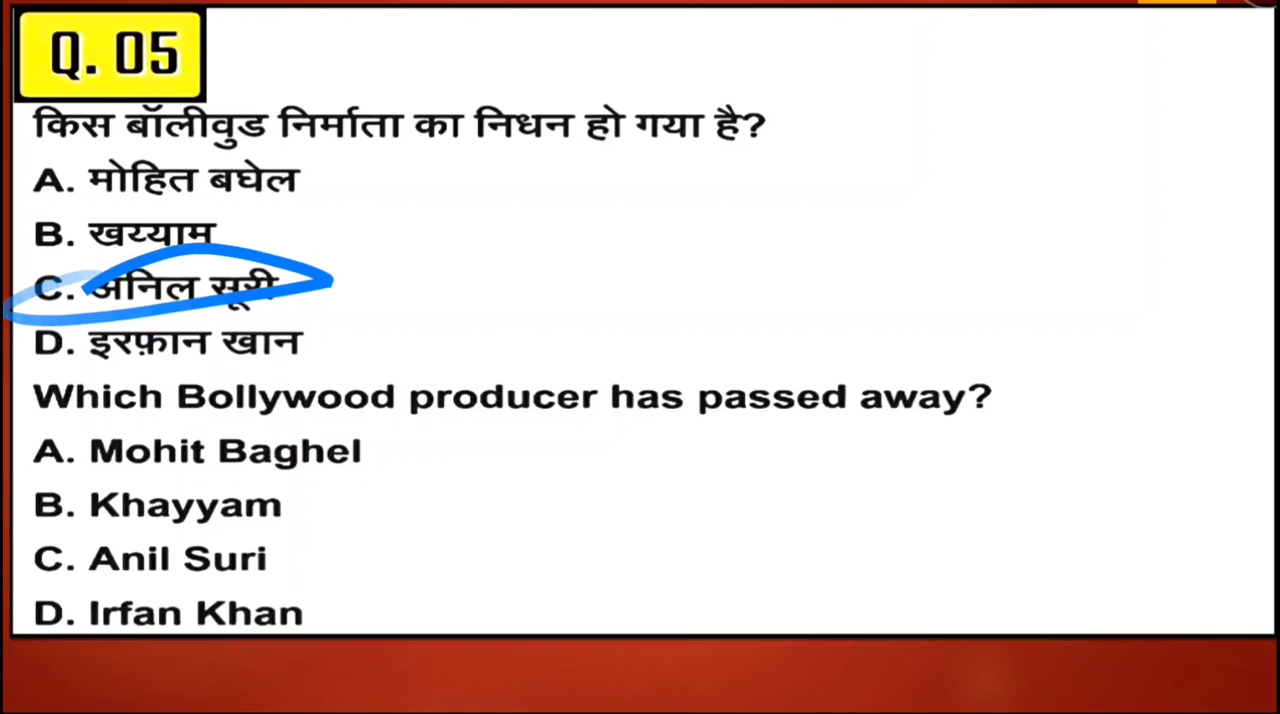 Q. 05
किस बॉलीवुड निर्माता का निधन हो गया है?
A. मोहित बघेल
B. खय्याम
C. अनिल सूरी
D. इरफ़ान खान
Which Bollywood producer has passed away?
A. Mohit Baghel
B. Khayyam
C. Anil Suri
D. Irfan Khan